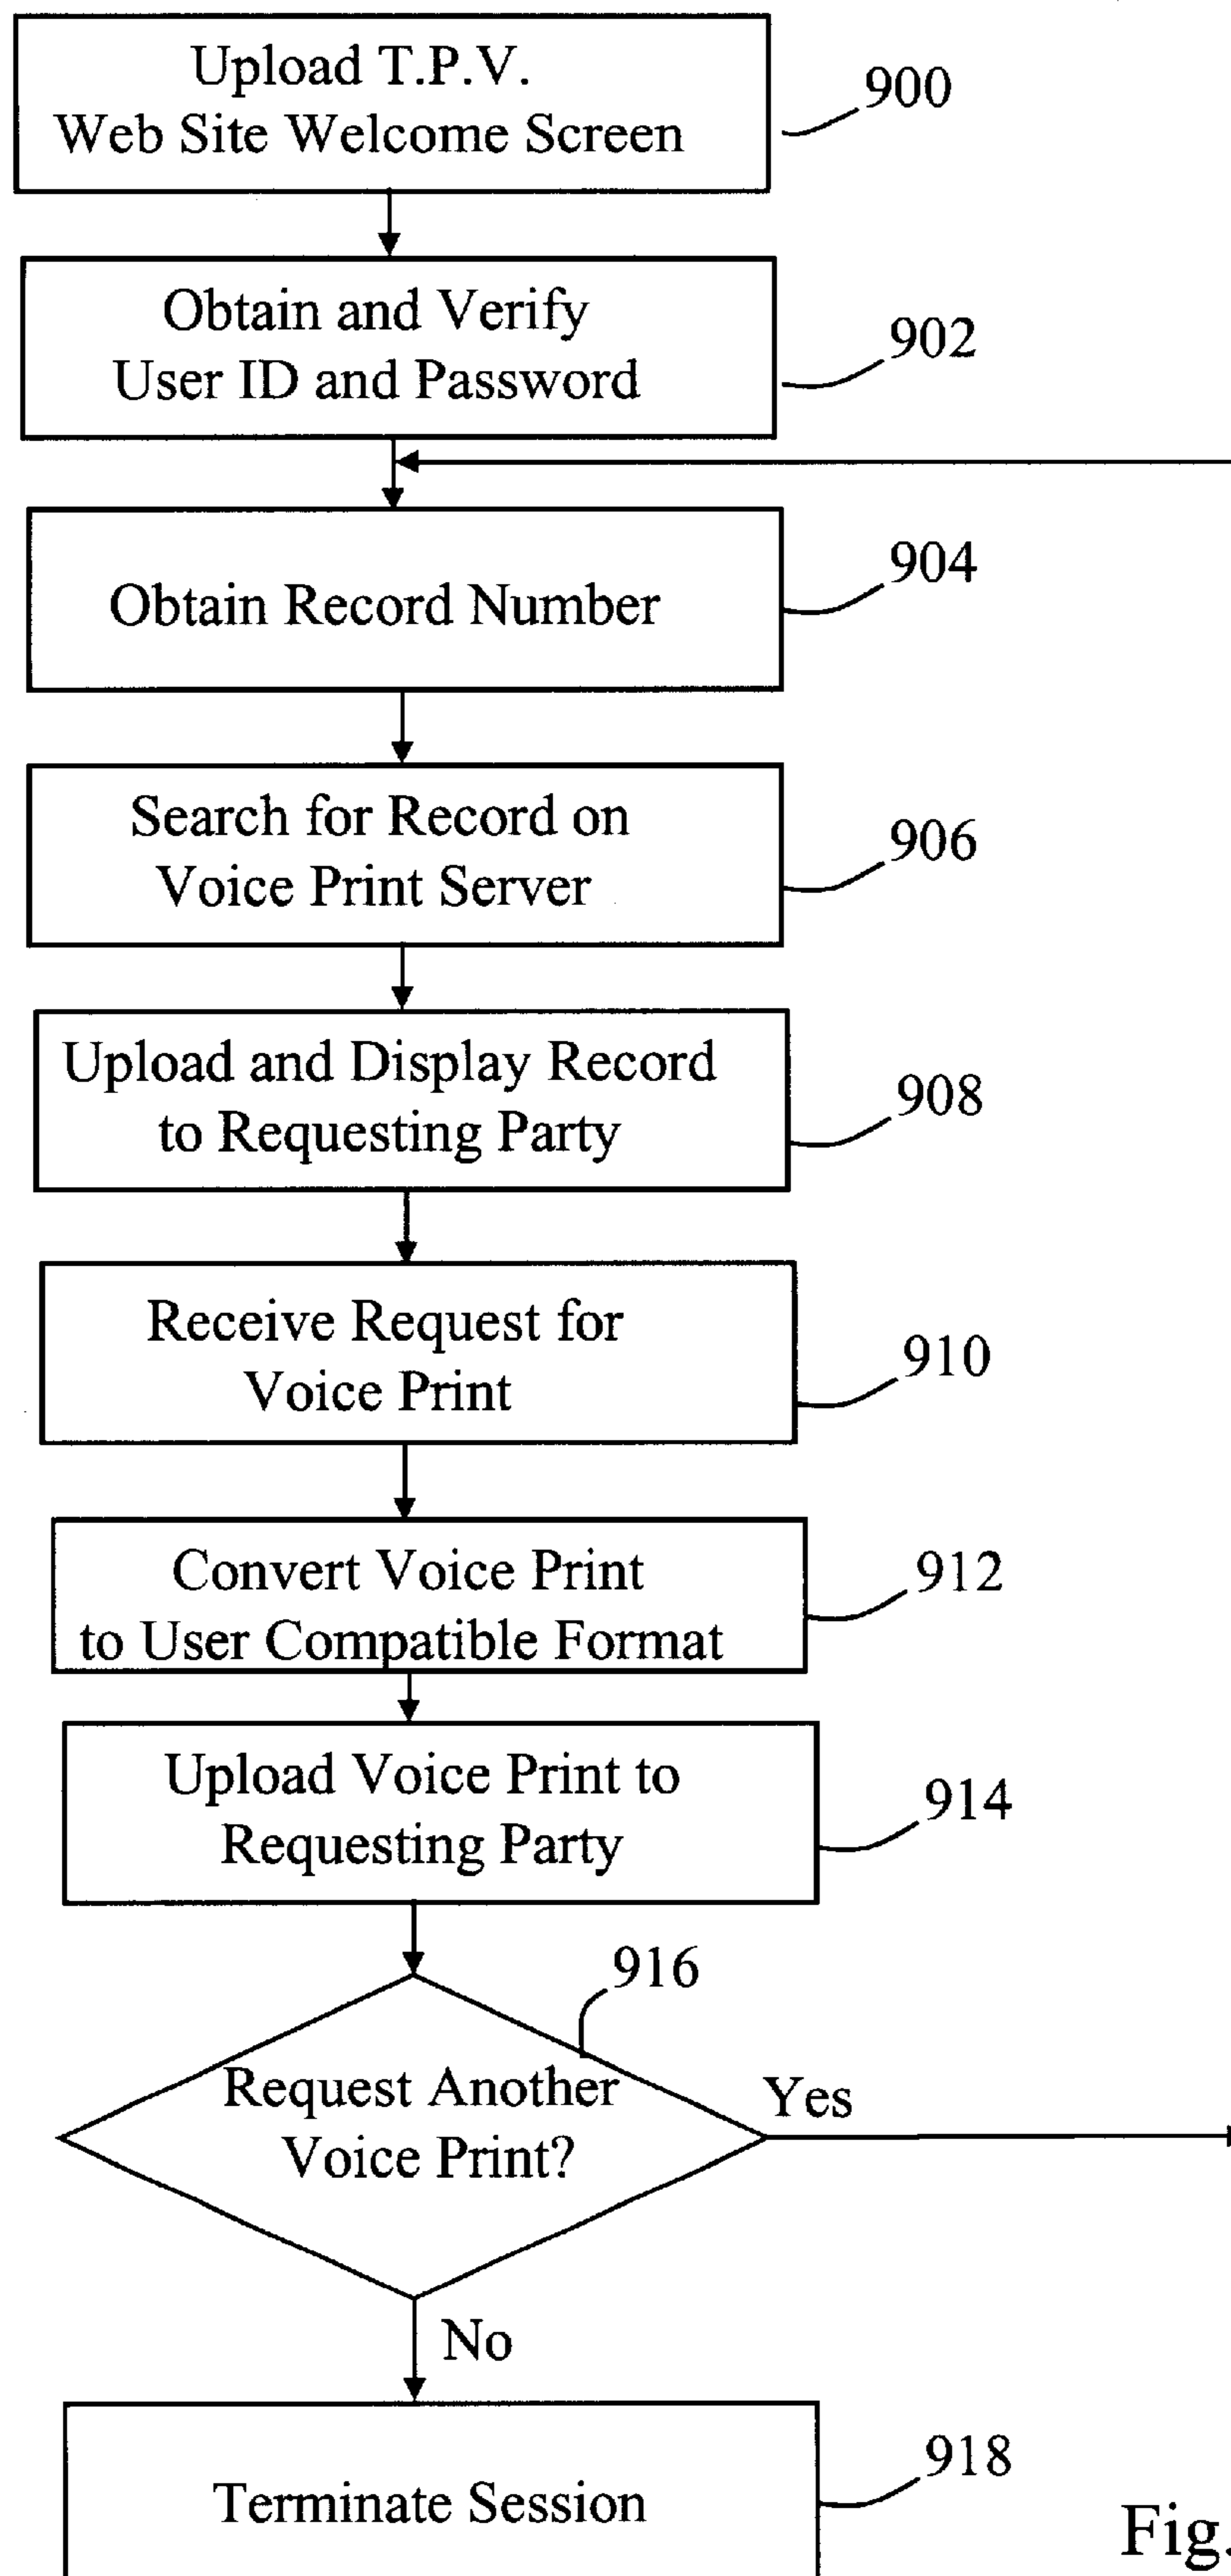 Upload T.P.V.
Web Site Welcome Screen
900
Obtain and Verify
User ID and Password
902
Obtain Record Number
904
Search for Record on
Voice Print Server
906
Upload and Display Record
to Requesting Party
908
Receive Request for
Voice Print
910
Convert Voice Print
to User Compatible Format
912
Upload Voice Print to
Requesting Party
914
916
Request Another
Voice Print?
Yes
No
Terminate Session
918
Fig.